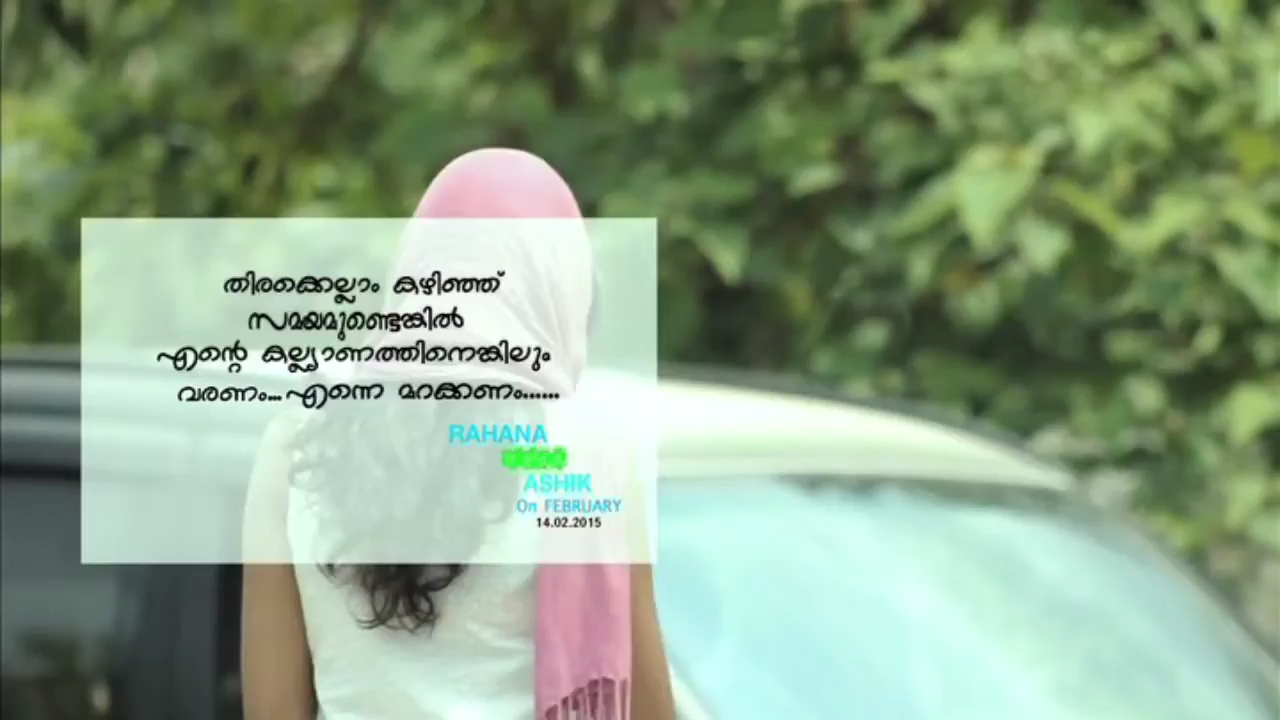 തിരക്കെല്ലാം കഴിഞ്ഞ്
സമയമുണ്ടെങ്കിൽ
എന്റെ കല്ല്യാണത്തിനെങ്കിലും
വരണം...എന്നെ മറക്കണം......
RAHANA
ASHIK
On FEBRUARY
14.02.2015